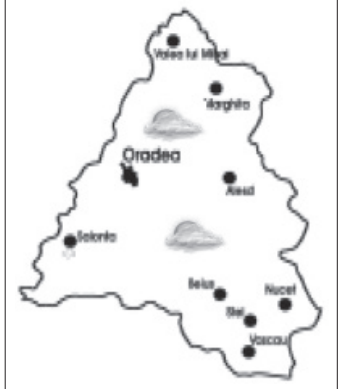 Valea lui Mihai
Marghita
Oradea
Alesd
Salonta
Beius
Nucet
Stei
Vascau